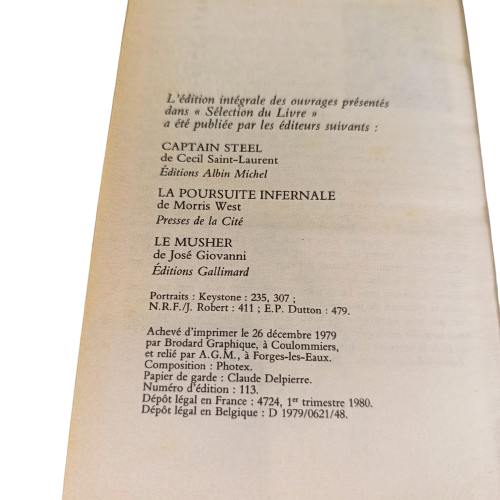 L'édition intégrale des ouvrages présentés
dans « Sélection du Livre »
a été publiée par les éditeurs suivants :
CAPTAIN STEEL
de Cecil Saint-Laurent
Éditions Albin Michel
LA POURSUITE INFERNALE
de Morris West
Presses de la Cité
LE MUSHER
de José Giovanni
Éditions Gallimard
Portraits : Keystone : 235, 307 ;
N.R.F./J. Robert : 411 ; E.P. Dutton : 479.
Achevé d'imprimer le 26 décembre 1979
par Brodard Graphique, à Coulommiers,
et relié par A.G.M., à Forges-les-Eaux.
Composition : Photex.
Papier de garde : Claude Delpierre.
Numéro d'édition : 113.
Dépôt légal en France : 4724, 1er trimestre 1980.
Dépôt légal en Belgique : D 1979/0621/48.